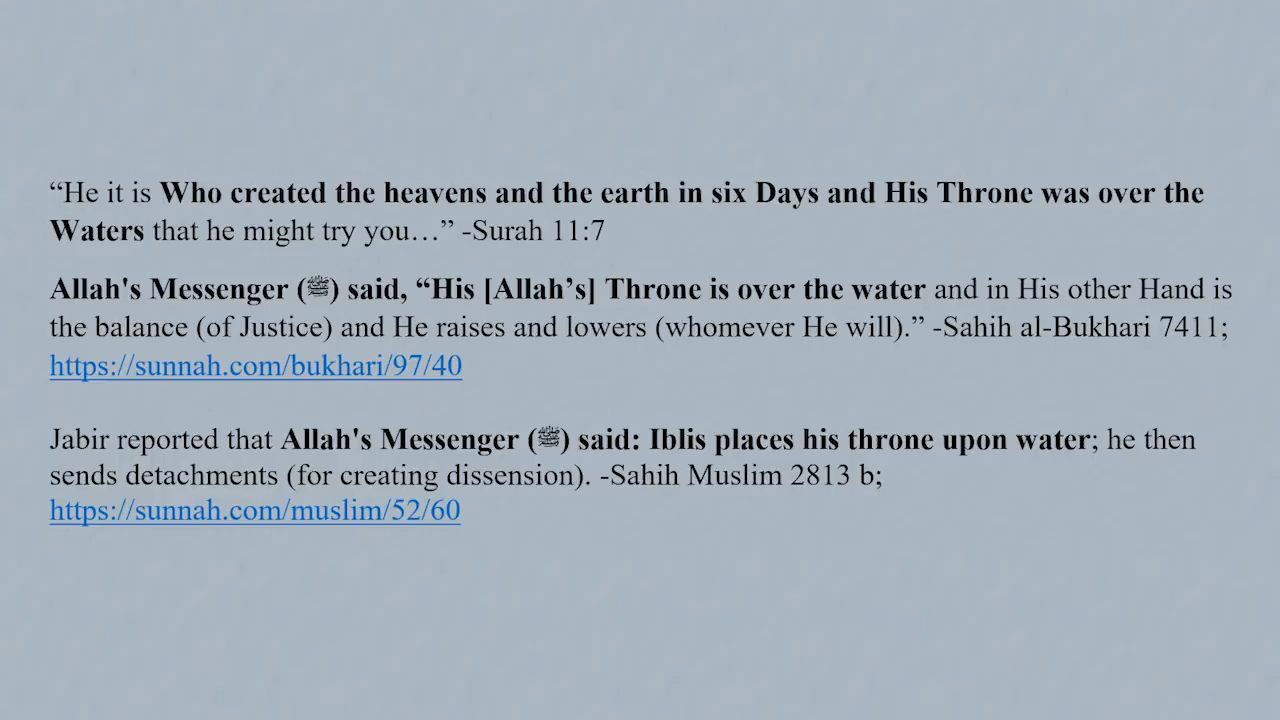 “He it is Who created the heavens and the earth in six Days and His Throne was over the
Waters that he might try you…” -Surah 11:7
Allah's Messenger (ﷺ) said, “His [Allah’s] Throne is over the water and in His other Hand is
the balance (of Justice) and He raises and lowers (whomever He will).” -Sahih al-Bukhari 7411;
https://sunnah.com/bukhari/97/40
Jabir reported that Allah's Messenger (ﷺ) said: Iblis places his throne upon water; he then
sends detachments (for creating dissension). -Sahih Muslim 2813 b;
https://sunnah.com/muslim/52/60